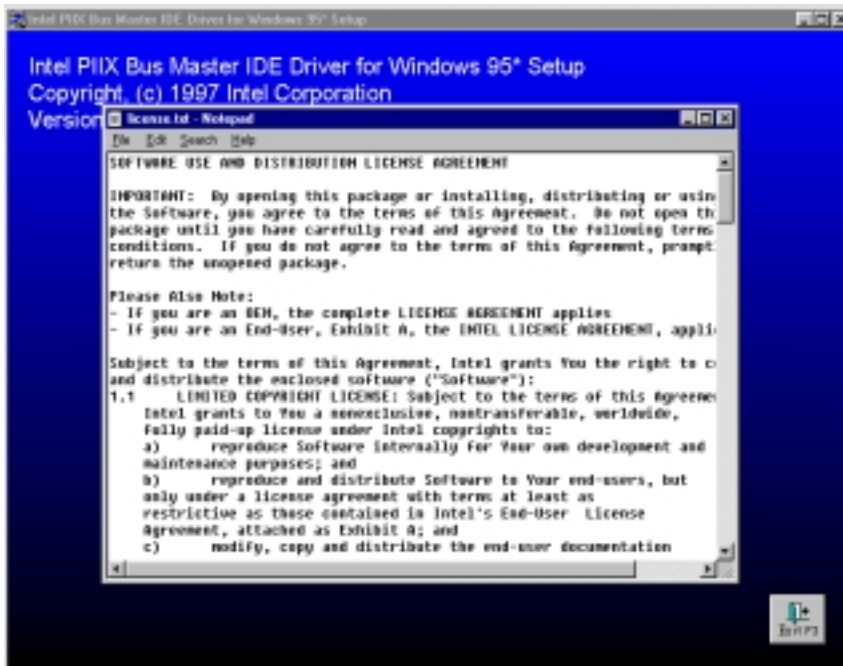 Intel PIIX Bus Master IDE Driver for Windows 95* Setup
Intel PIIX Bus Master IDE Driver for Windows 95* Setup
Copyright, (c) 1997 Intel Corporation
Version
license.txt - Notepad
File Edit Search Help
SOFTWARE USE AND DISTRIBUTION LICENSE AGREEMENT
IMPORTANT: By opening this package or installing, distributing or usin
the Software, you agree to the terms of this Agreement. Do not open th
package until you have carefully read and agreed to the following terms
conditions. If you do not agree to the terms of this Agreement, prompt
return the unopened package.
Please Also Note:
- If you are an OEM, the complete LICENSE AGREEMENT applies
- If you are an End-User, Exhibit A, the INTEL LICENSE AGREEMENT, appli
Subject to the terms of this Agreement, Intel grants You the right to c
and distribute the enclosed software ("Software"):
1.1 LIMITED COPYRIGHT LICENSE: Subject to the terms of this Agreeme
Intel grants to You a nonexclusive, nontransferable, worldwide,
fully paid-up license under Intel copyrights to:
a) reproduce Software internally for Your own development and
maintenance purposes; and
b) reproduce and distribute Software to Your end-users, but
only under a license agreement with terms at least as
restrictive as those contained in Intel's End-User License
Agreement, attached as Exhibit A; and
c) modify, copy and distribute the end-user documentation
Exit F3